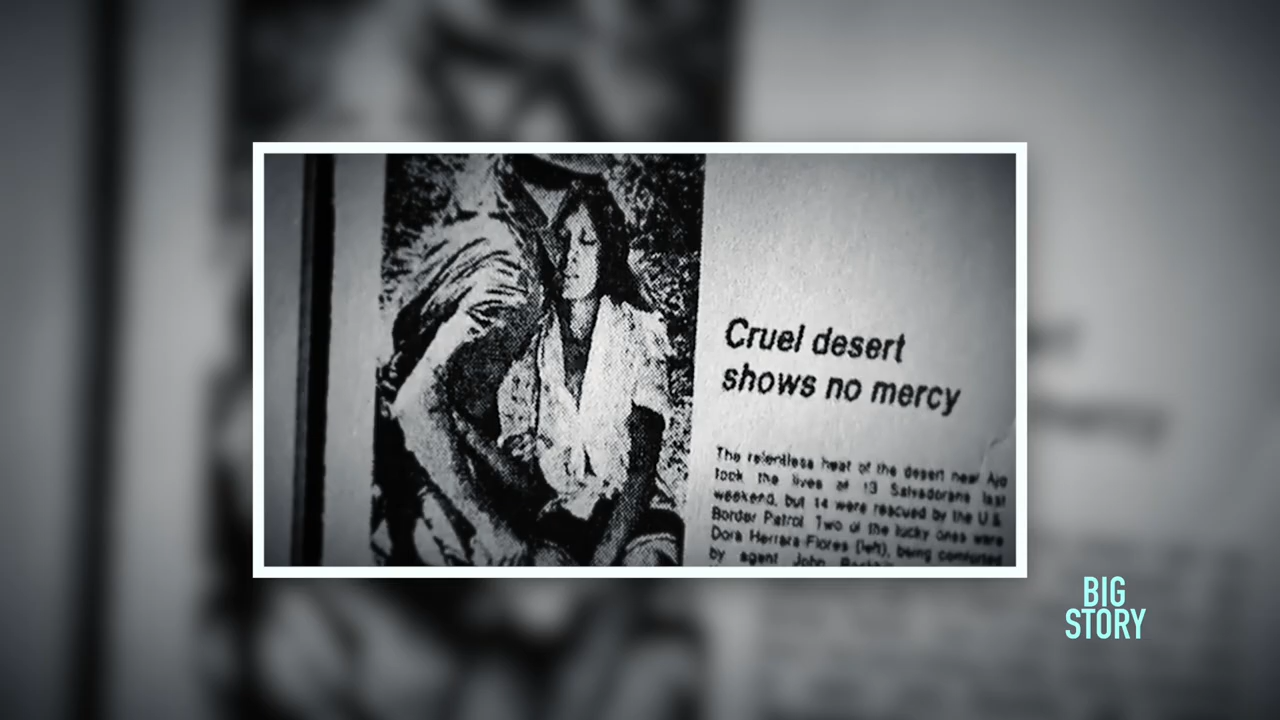 Cruel desert
shows no mercy
The relentless heat of the desert near Ajo
took the lives of 13 Salvadorans last
weekend, but 14 were rescued by the U.S.
Border Patrol. Two of the lucky ones were
Dora Herrera-Flores (left), being comforted
by agent John
BIG
STORY